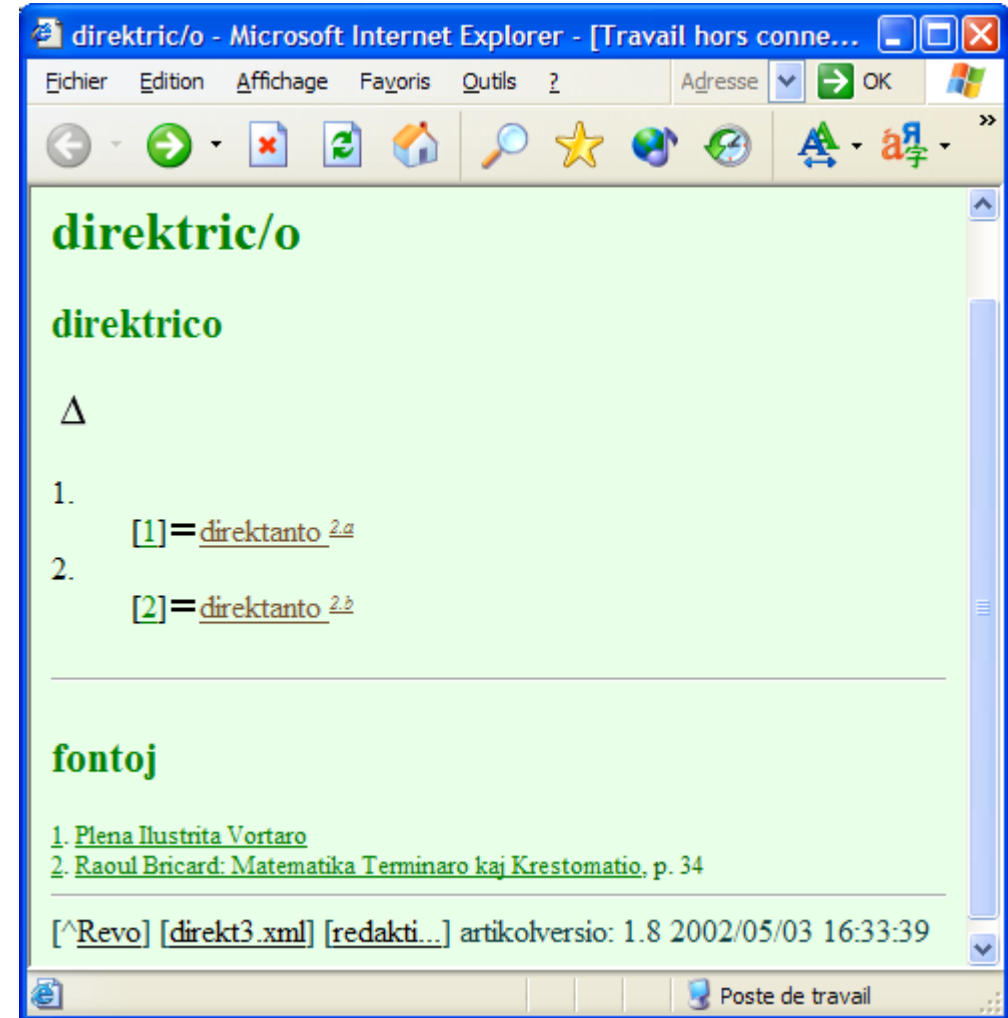 direktric/o - Microsoft Internet Explorer - [Travail hors conne...
Fichier Edition Affichage Favoris Outils ? Adresse OK
direktric/o
direktrico
Δ
1.
[1]=direktanto 2.a
2.
[2]=direktanto 2.b
fontoj
1. Plena Ilustrita Vortaro
2. Raoul Bricard: Matematika Terminaro kaj Krestomatio, p. 34
[^Revo] [direkt3.xml] [redakti...] artikolversio: 1.8 2002/05/03 16:33:39
Poste de travail